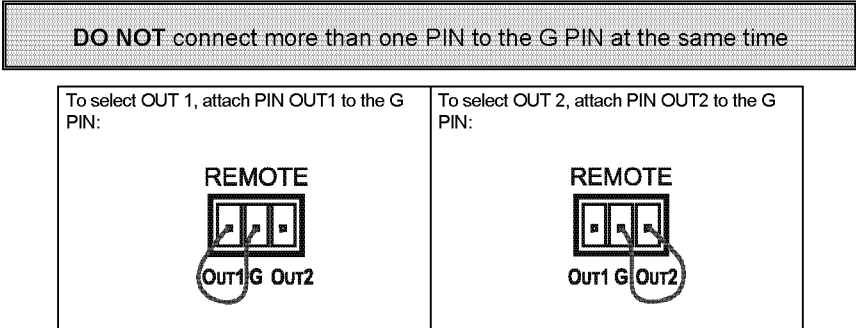 DO NOT connect more than one PIN to the G PIN at the same time
To select OUT 1, attach PIN OUT1 to the G
PIN:
REMOTE
OUT1 G OUT2
To select OUT 2, attach PIN OUT2 to the G
PIN:
REMOTE
OUT1 G OUT2